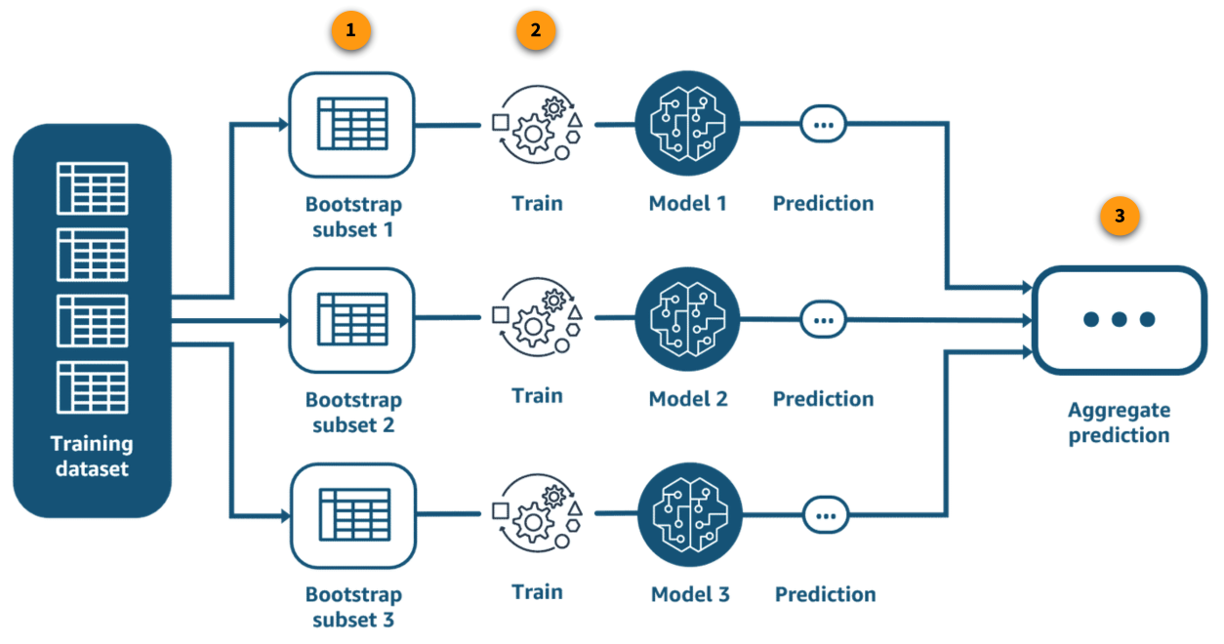 1
2
Bootstrap
subset 1
Train
Model 1
Prediction
3
Training
dataset
Bootstrap
subset 2
Train
Model 2
Prediction
Aggregate
prediction
Bootstrap
subset 3
Train
Model 3
Prediction